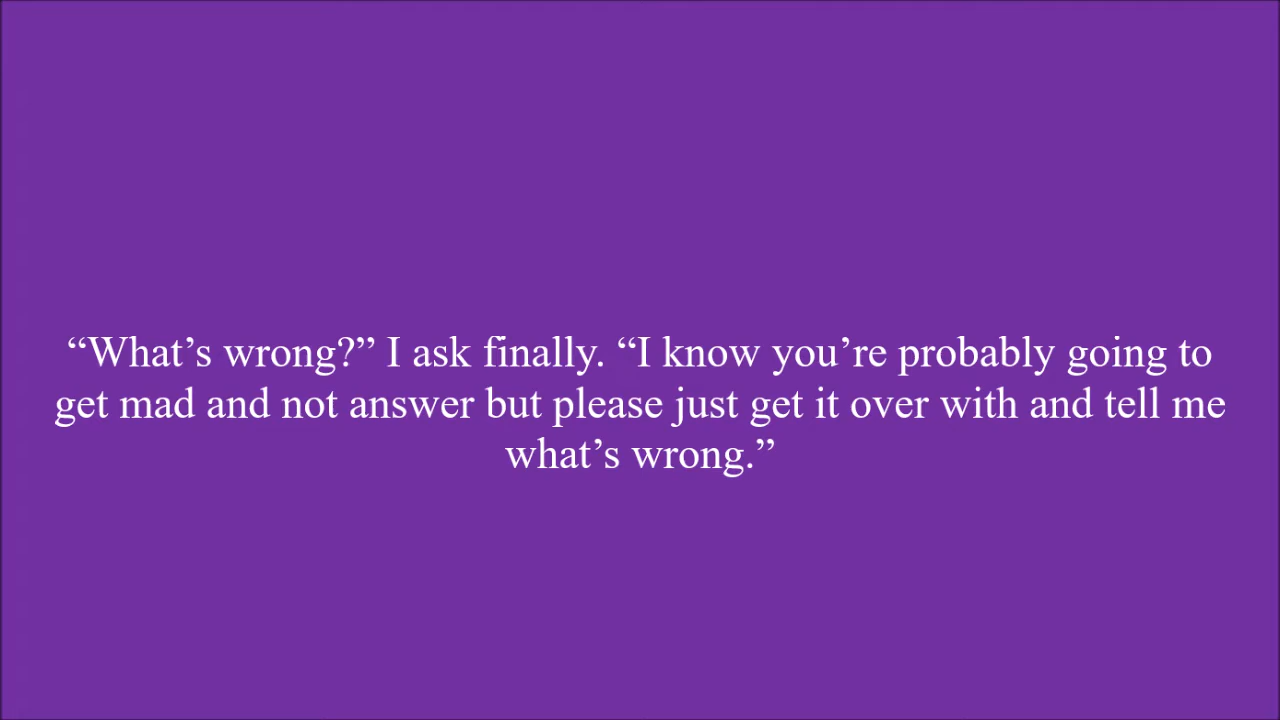 “What’s wrong?” I ask finally. “I know you’re probably going to
get mad and not answer but please just get it over with and tell me
what’s wrong.”